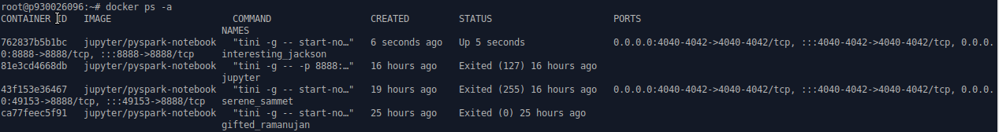 root@p930026096:~# docker ps -a
CONTAINER ID   IMAGE                      COMMAND                  CREATED         STATUS                      PORTS
                                     NAMES
762837b5b1bc   jupyter/pyspark-notebook   "tini -g -- start-no…"   6 seconds ago   Up 5 seconds                0.0.0.0:4040-4042->4040-4042/tcp, :::4040-4042->4040-4042/tcp, 0.0.0.
0:8888->8888/tcp, :::8888->8888/tcp   interesting_jackson
81e3cd4668db   jupyter/pyspark-notebook   "tini -g -- -p 8888:…"   16 hours ago    Exited (127) 16 hours ago
                                     jupyter
43f153e36467   jupyter/pyspark-notebook   "tini -g -- start-no…"   19 hours ago    Exited (255) 16 hours ago   0.0.0.0:4040-4042->4040-4042/tcp, :::4040-4042->4040-4042/tcp, 0.0.0.
0:49153->8888/tcp, :::49153->8888/tcp   serene_sammet
ca77feec5f91   jupyter/pyspark-notebook   "tini -g -- start-no…"   25 hours ago    Exited (0) 25 hours ago
                                     gifted_ramanujan